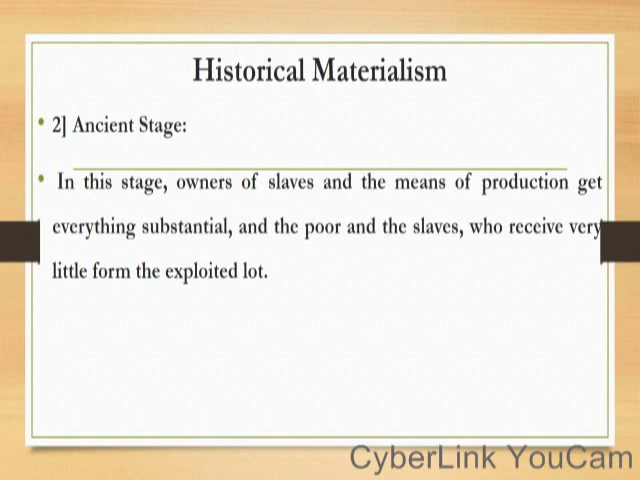 Historical Materialism
• 2] Ancient Stage:
• In this stage, owners of slaves and the means of production get
everything substantial, and the poor and the slaves, who receive very
little form the exploited lot.
CyberLink YouCam